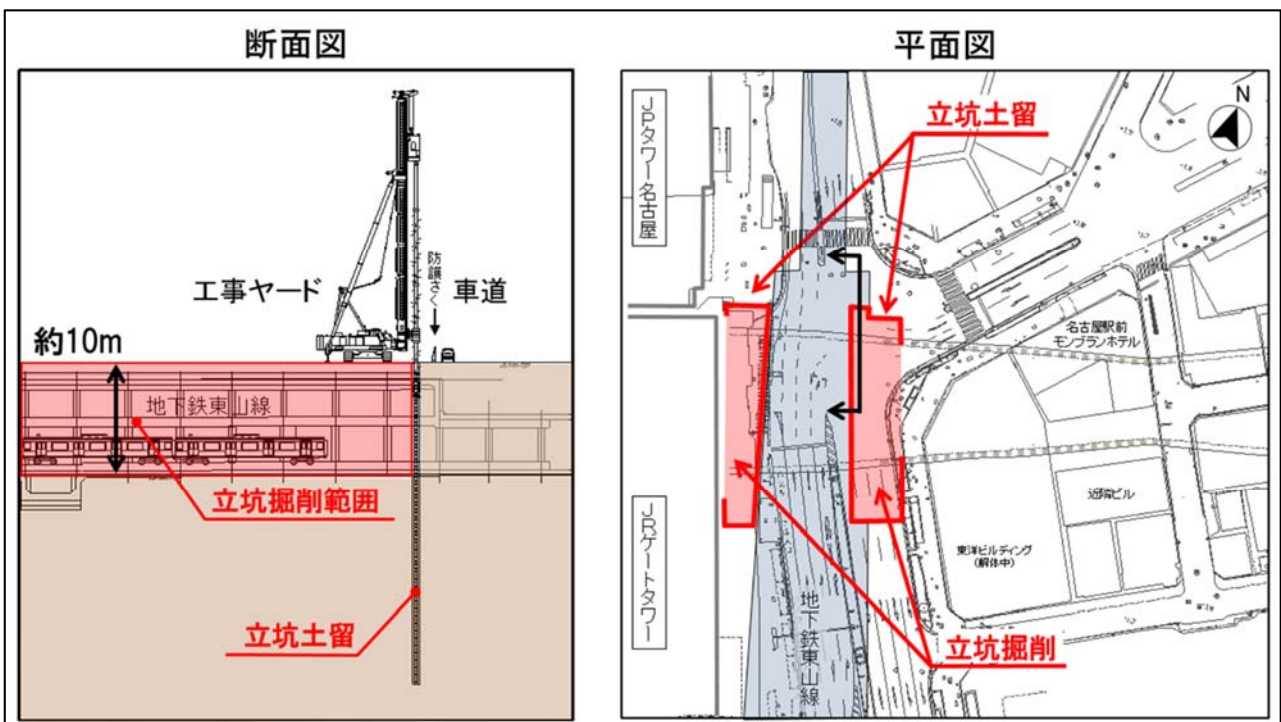 断面図
平面図
防護さく
工事ヤード
車道
約10m
地下鉄東山線
立坑掘削範囲
立坑土留
JPタワー名古屋
立坑土留
N
名古屋駅前
モンブランホテル
近隣ビル
東洋ビルディング
(解体中)
JRゲートタワー
地下鉄東山線
立坑掘削